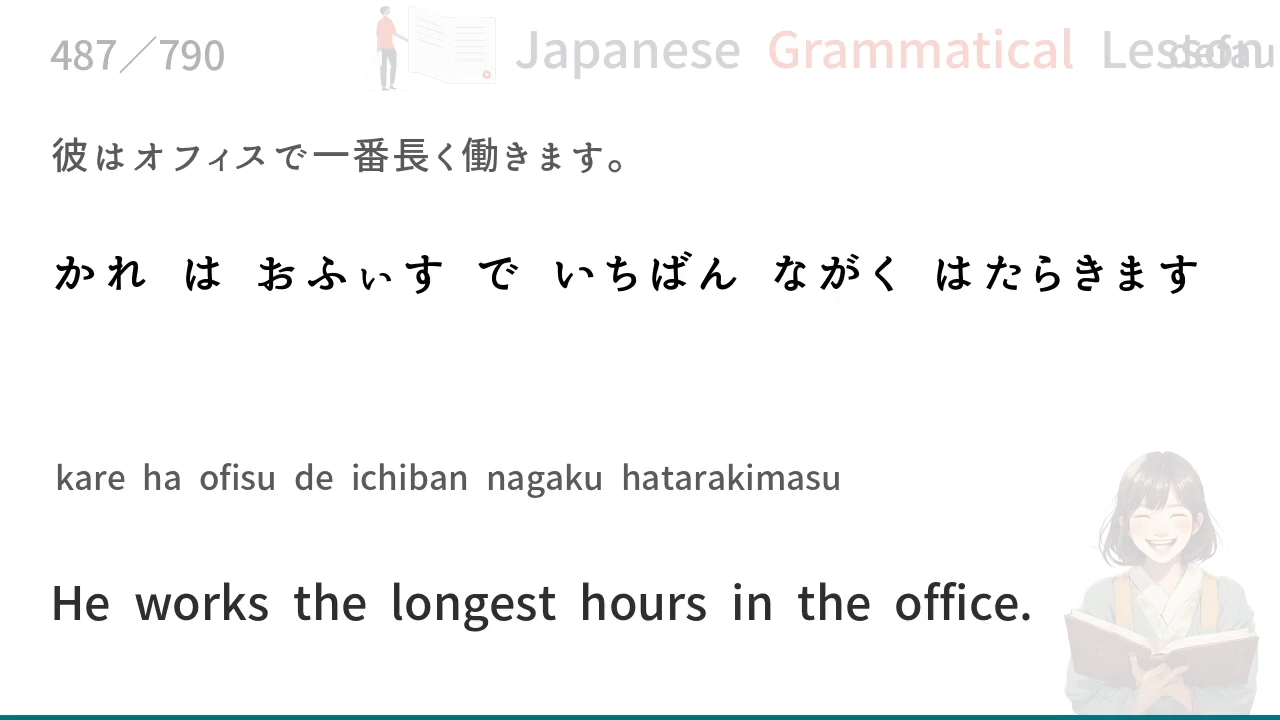 487／790
Japanese Grammatical Lesson
彼はオフィスで一番長く働きます。
かれ は おふぃす で いちばん ながく はたらきます
kare ha ofisu de ichiban nagaku hatarakimasu
He works the longest hours in the office.